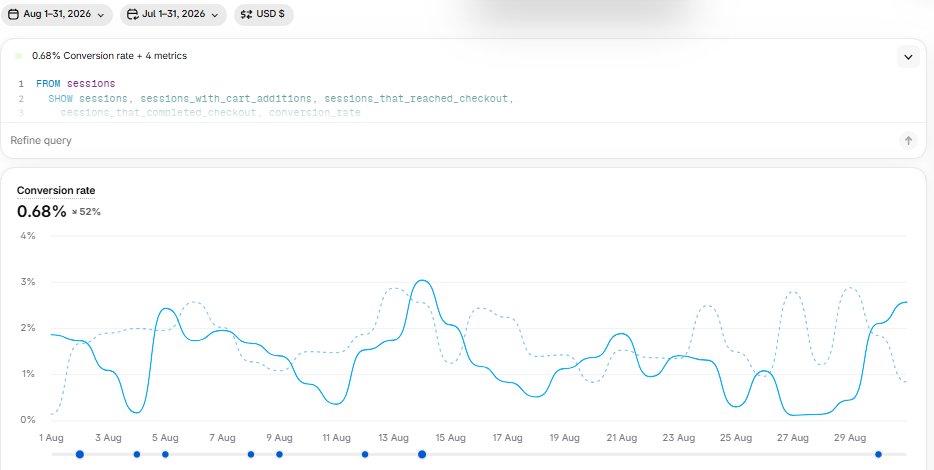 Aug 1–31, 2026
Jul 1–31, 2026
USD $
0.68% Conversion rate + 4 metrics
1 FROM sessions
2 SHOW sessions, sessions_with_cart_additions, sessions_that_reached_checkout,
3 sessions_that_completed_checkout, conversion_rate
Refine query
Conversion rate
0.68% 52%
4%
3%
2%
1%
0%
1 Aug 3 Aug 5 Aug 7 Aug 9 Aug 11 Aug 13 Aug 15 Aug 17 Aug 19 Aug 21 Aug 23 Aug 25 Aug 27 Aug 29 Aug